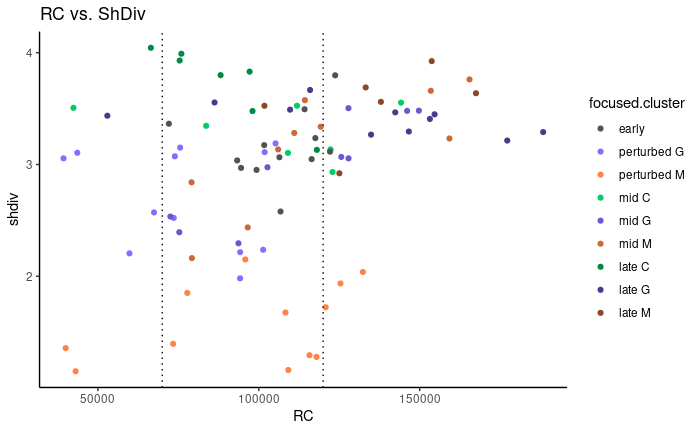 RC vs. ShDiv
4
3
2
shdiv
50000
100000
150000
RC
focused.cluster
early
perturbed G
perturbed M
mid C
mid G
mid M
late C
late G
late M